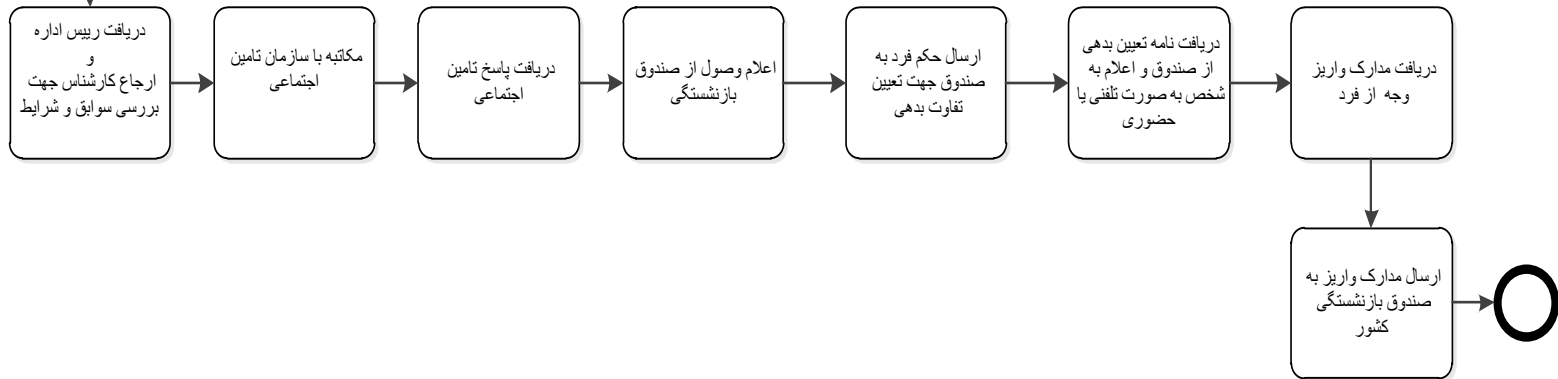 دریافت رییس اداره
و
ارجاع کارشناس جهت
بررسی سوابق و شرایط
مکاتبه با سازمان تامین
اجتماعی
دریافت پاسخ تامین
اجتماعی
اعلام وصول از صندوق
بازنشستگی
ارسال حکم فرد به
صندوق جهت تعیین
تفاوت بدهی
دریافت نامه تعیین بدهی
از صندوق و اعلام به
شخص به صورت تلفنی یا
حضوری
دریافت مدارک واریز
وجه از فرد
ارسال مدارک واریز به
صندوق بازنشستگی
کشور